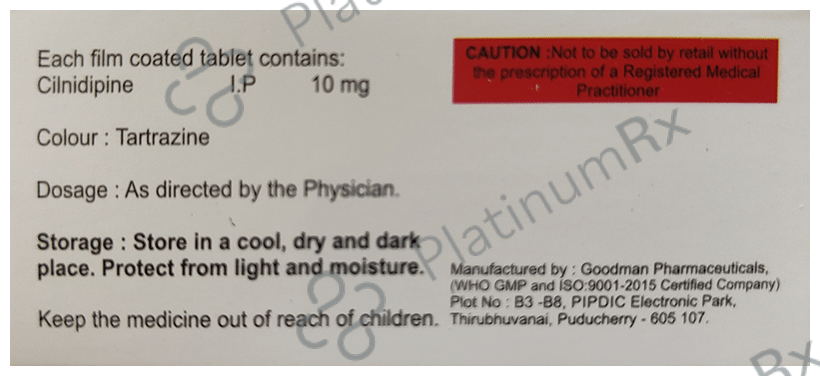 Each film coated tablet contains:
Cilnidipine I.P 10 mg
Colour : Tartrazine
Dosage : As directed by the Physician.
Storage : Store in a cool, dry and dark
place. Protect from light and moisture.
Keep the medicine out of reach of children.
CAUTION :Not to be sold by retail without
the prescription of a Registered Medical
Practitioner
Manufactured by : Goodman Pharmaceuticals,
(WHO GMP and ISO:9001-2015 Certified Company)
Plot No : B3 -B8, PIPDIC Electronic Park,
Thirubhuvanai, Puducherry - 605 107.
Plat
PlatinumRx
Rx